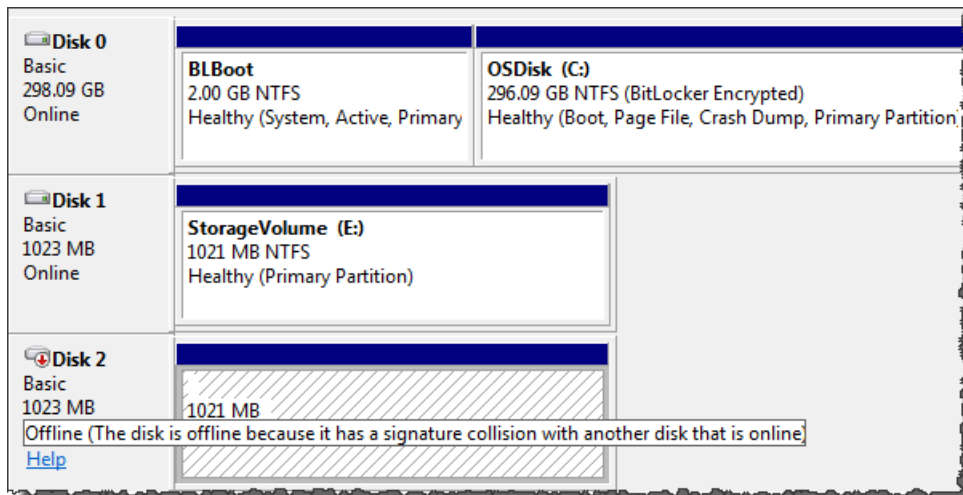 Disk 0
Basic
298.09 GB
Online
BLBoot
2.00 GB NTFS
Healthy (System, Active, Primary
OSDisk (C:)
296.09 GB NTFS (BitLocker Encrypted)
Healthy (Boot, Page File, Crash Dump, Primary Partition)
Disk 1
Basic
1023 MB
Online
StorageVolume (E:)
1021 MB NTFS
Healthy (Primary Partition)
Disk 2
Basic
1023 MB
1021 MB
Offline (The disk is offline because it has a signature collision with another disk that is online)
Help